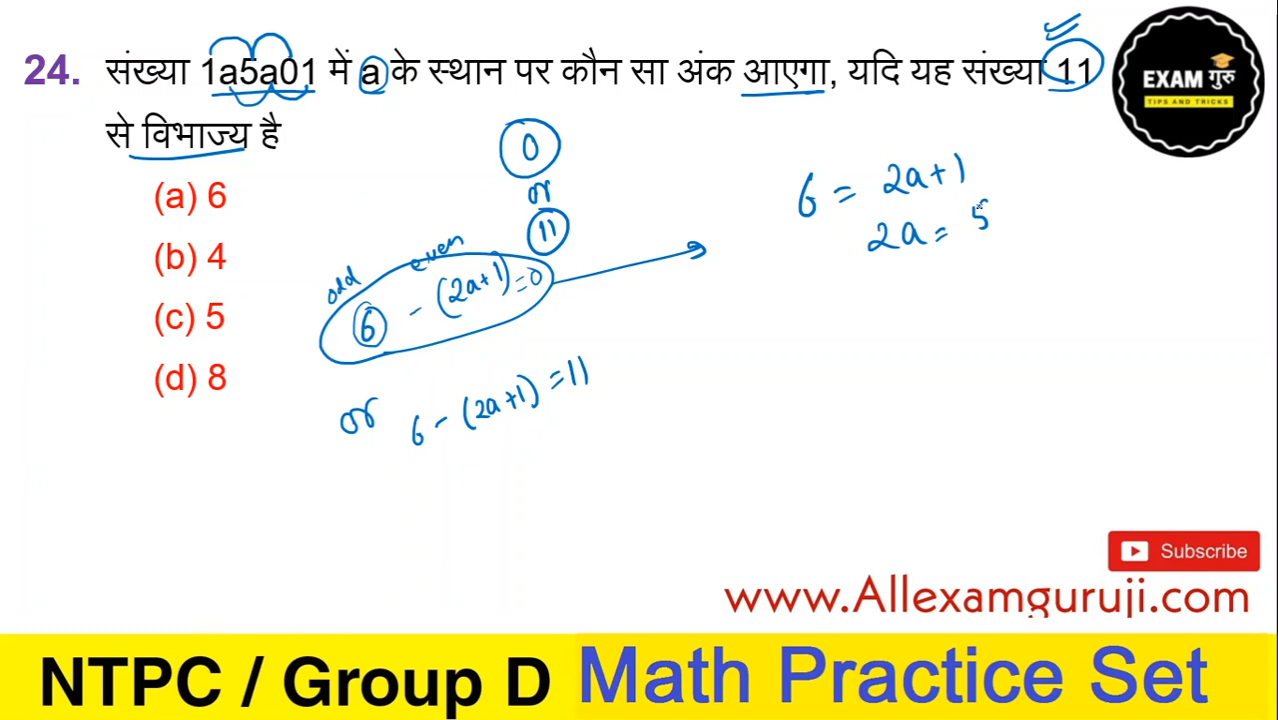 24. संख्या 1a5a01 में a के स्थान पर कौन सा अंक आएगा, यदि यह संख्या 11
से विभाज्य है
EXAM गुरु
TIPS AND TRICKS
(a) 6
(b) 4
(c) 5
(d) 8
0
or
11
odd even
6 - (2a+1) = 0
or 6 - (2a+1) = 11
6 = 2a+1
2a = 5
Subscribe
www.Allexamguruji.com
NTPC / Group D Math Practice Set